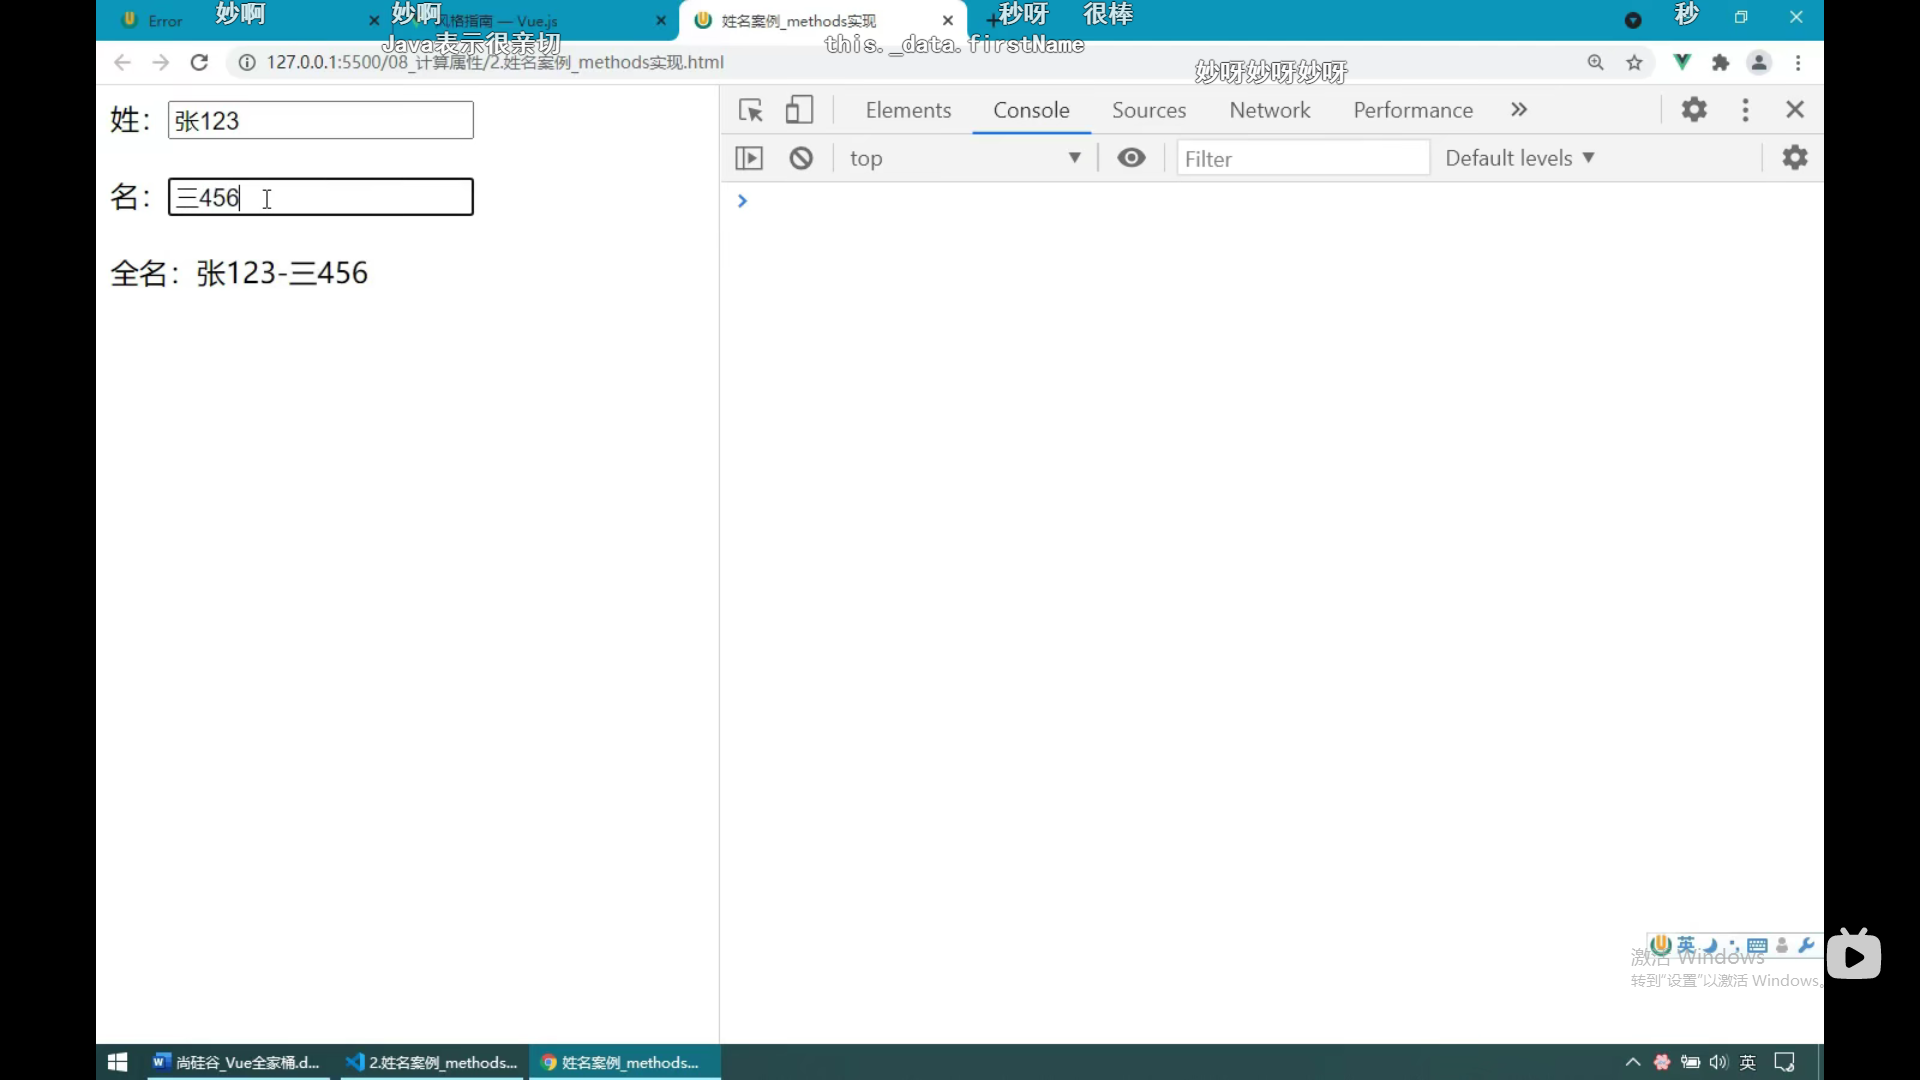 Error
妙啊
妙啊
风格指南 — Vue.js
姓名案例_methods实现
秒呀
很棒
秒
Java表示很亲切
this._data.firstName
127.0.0.1:5500/08_计算属性/2.姓名案例_methods实现.html
妙呀妙呀妙呀
姓：
张123
名：
三456
全名：张123-三456
Elements
Console
Sources
Network
Performance
top
Filter
Default levels
英
激活 Windows
转到“设置”以激活 Windows。
尚硅谷_Vue全家桶.d...
2.姓名案例_methods...
姓名案例_methods...
英